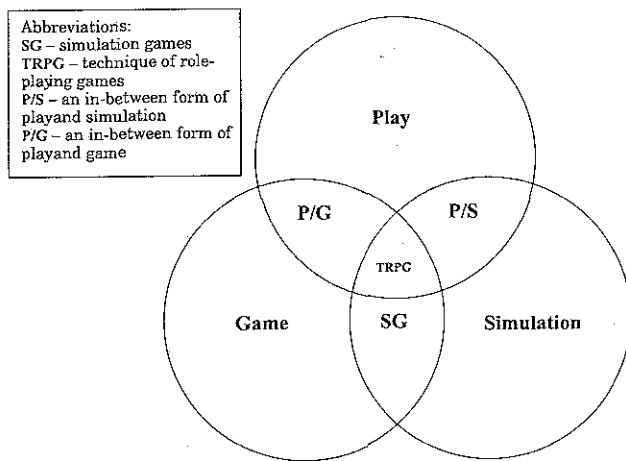 Abbreviations:
SG – simulation games
TRPG – technique of role-
playing games
P/S – an in-between form of
playand simulation
P/G – an in-between form of
playand game
Play
P/G
P/S
TRPG
Game
SG
Simulation